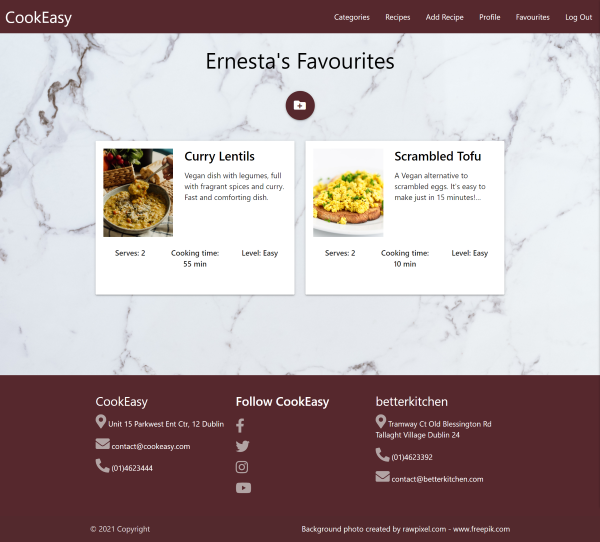 CookEasy
Categories Recipes Add Recipe Profile Favourites Log Out
Ernesta's Favourites
Curry Lentils
Vegan dish with legumes, full
with fragrant spices and curry.
Fast and comforting dish.
Serves: 2 Cooking time: Level: Easy
55 min
Scrambled Tofu
A Vegan alternative to
scrambled eggs. It's easy to
make just in 15 minutes!...
Serves: 2 Cooking time: Level: Easy
10 min
CookEasy
Unit 15 Parkwest Ent Ctr, 12 Dublin
contact@cookeasy.com
(01)4623444
Follow CookEasy
betterkitchen
Tramway Ct Old Blessington Rd
Tallaght Village Dublin 24
(01)4623392
contact@betterkitchen.com
© 2021 Copyright
Background photo created by rawpixel.com - www.freepik.com